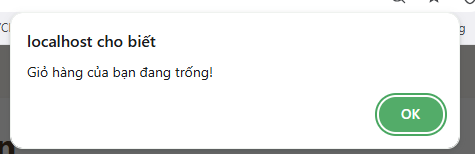 localhost cho biết
Giỏ hàng của bạn đang trống!
OK